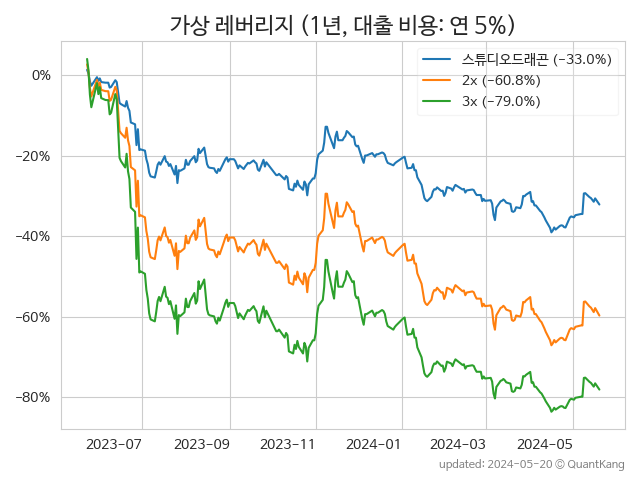 가상 레버리지 (1년, 대출 비용: 연 5%)
스튜디오드래곤 (−33.0%)
2x (−60.8%)
3x (−79.0%)
0%
−20%
−40%
−60%
−80%
2023-07 2023-09 2023-11 2024-01 2024-03 2024-05
updated: 2024-05-20 © QuantKang